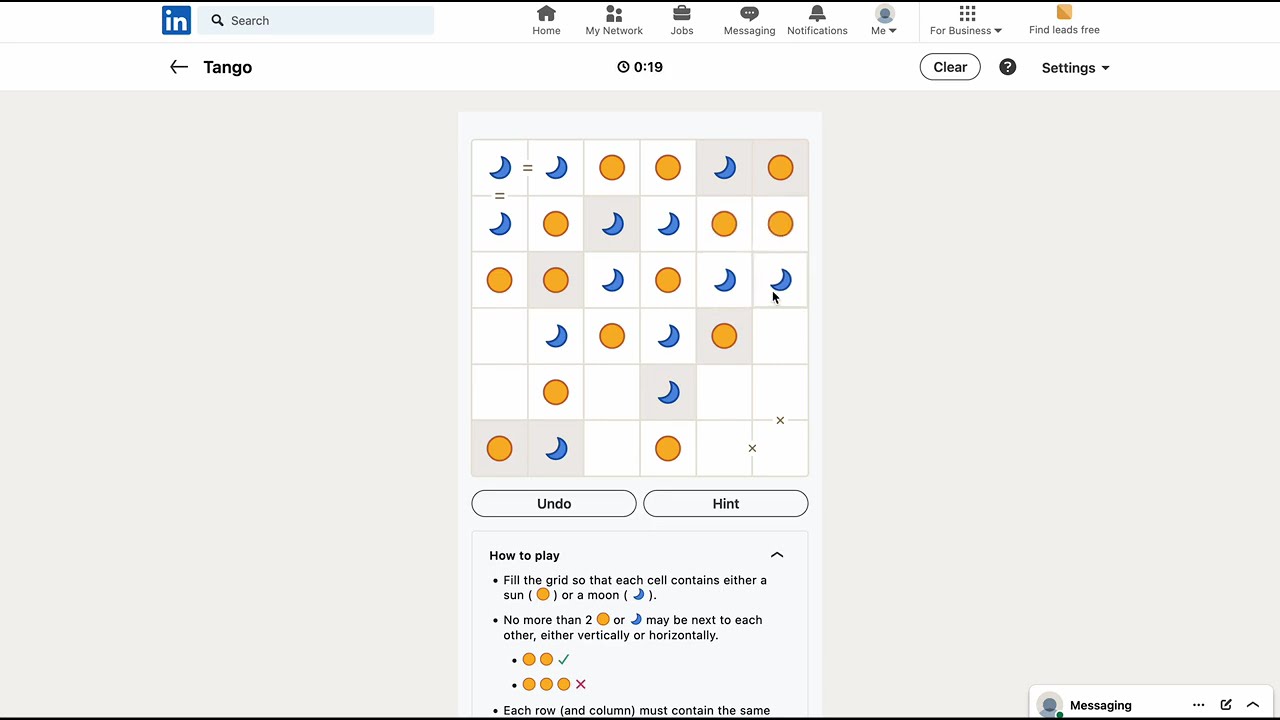 in
Search
Home
My Network
Jobs
Messaging
Notifications
Me
For Business
Find leads free
Tango
0:19
Clear
?
Settings
=
=
×
×
Undo
Hint
How to play
• Fill the grid so that each cell contains either a
sun ( ) or a moon ( ).
• No more than 2 or may be next to each
other, either vertically or horizontally.
• Each row (and column) must contain the same
Messaging